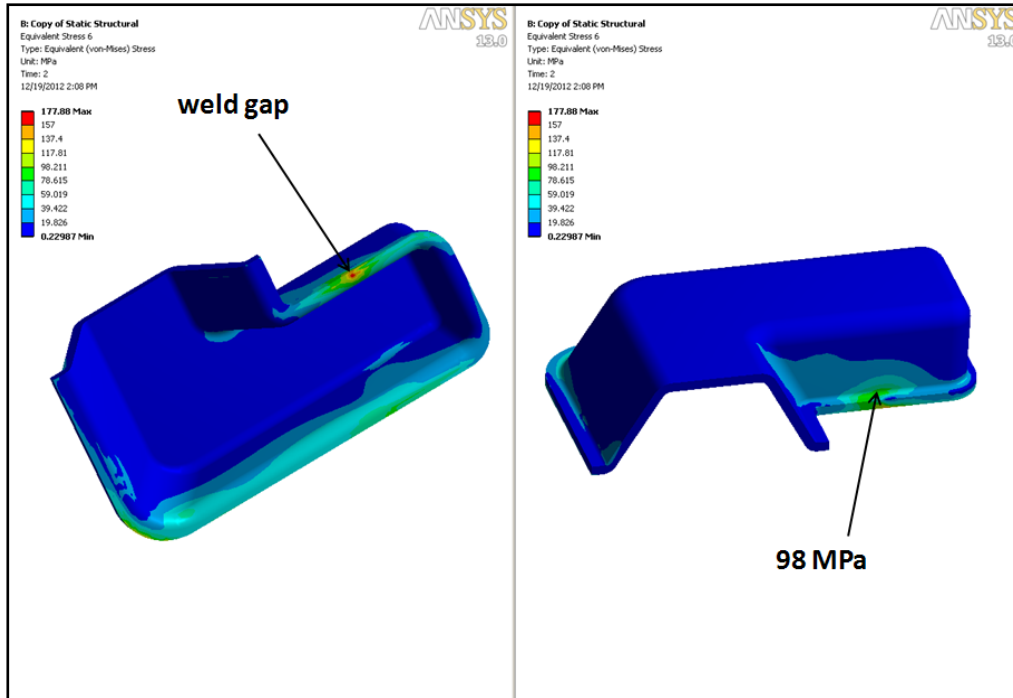 B: Copy of Static Structural
Equivalent Stress 6
Type: Equivalent (von-Mises) Stress
Unit: MPa
Time: 2
12/19/2012 2:08 PM
177.88 Max
157
137.4
117.81
98.211
78.615
59.019
39.422
19.826
0.22987 Min
ANSYS
13.0
weld gap
B: Copy of Static Structural
Equivalent Stress 6
Type: Equivalent (von-Mises) Stress
Unit: MPa
Time: 2
12/19/2012 2:08 PM
177.88 Max
157
137.4
117.81
98.211
78.615
59.019
39.422
19.826
0.22987 Min
ANSYS
13.0
98 MPa